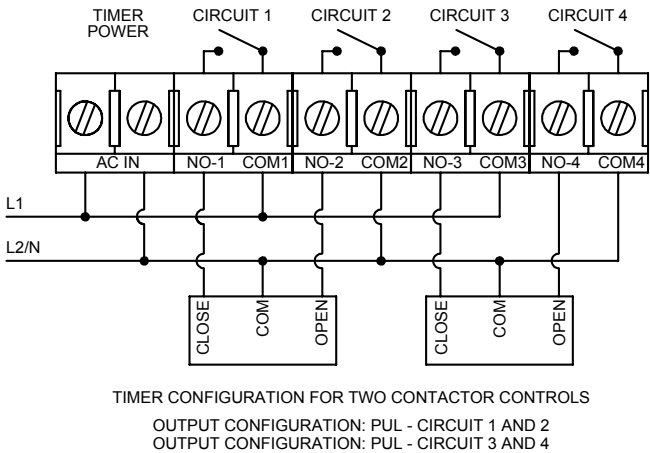 TIMER
POWER
CIRCUIT 1
CIRCUIT 2
CIRCUIT 3
CIRCUIT 4
AC IN
NO-1
COM1
NO-2
COM2
NO-3
COM3
NO-4
COM4
L1
L2/N
CLOSE
COM
OPEN
CLOSE
COM
OPEN
TIMER CONFIGURATION FOR TWO CONTACTOR CONTROLS
OUTPUT CONFIGURATION: PUL - CIRCUIT 1 AND 2
OUTPUT CONFIGURATION: PUL - CIRCUIT 3 AND 4